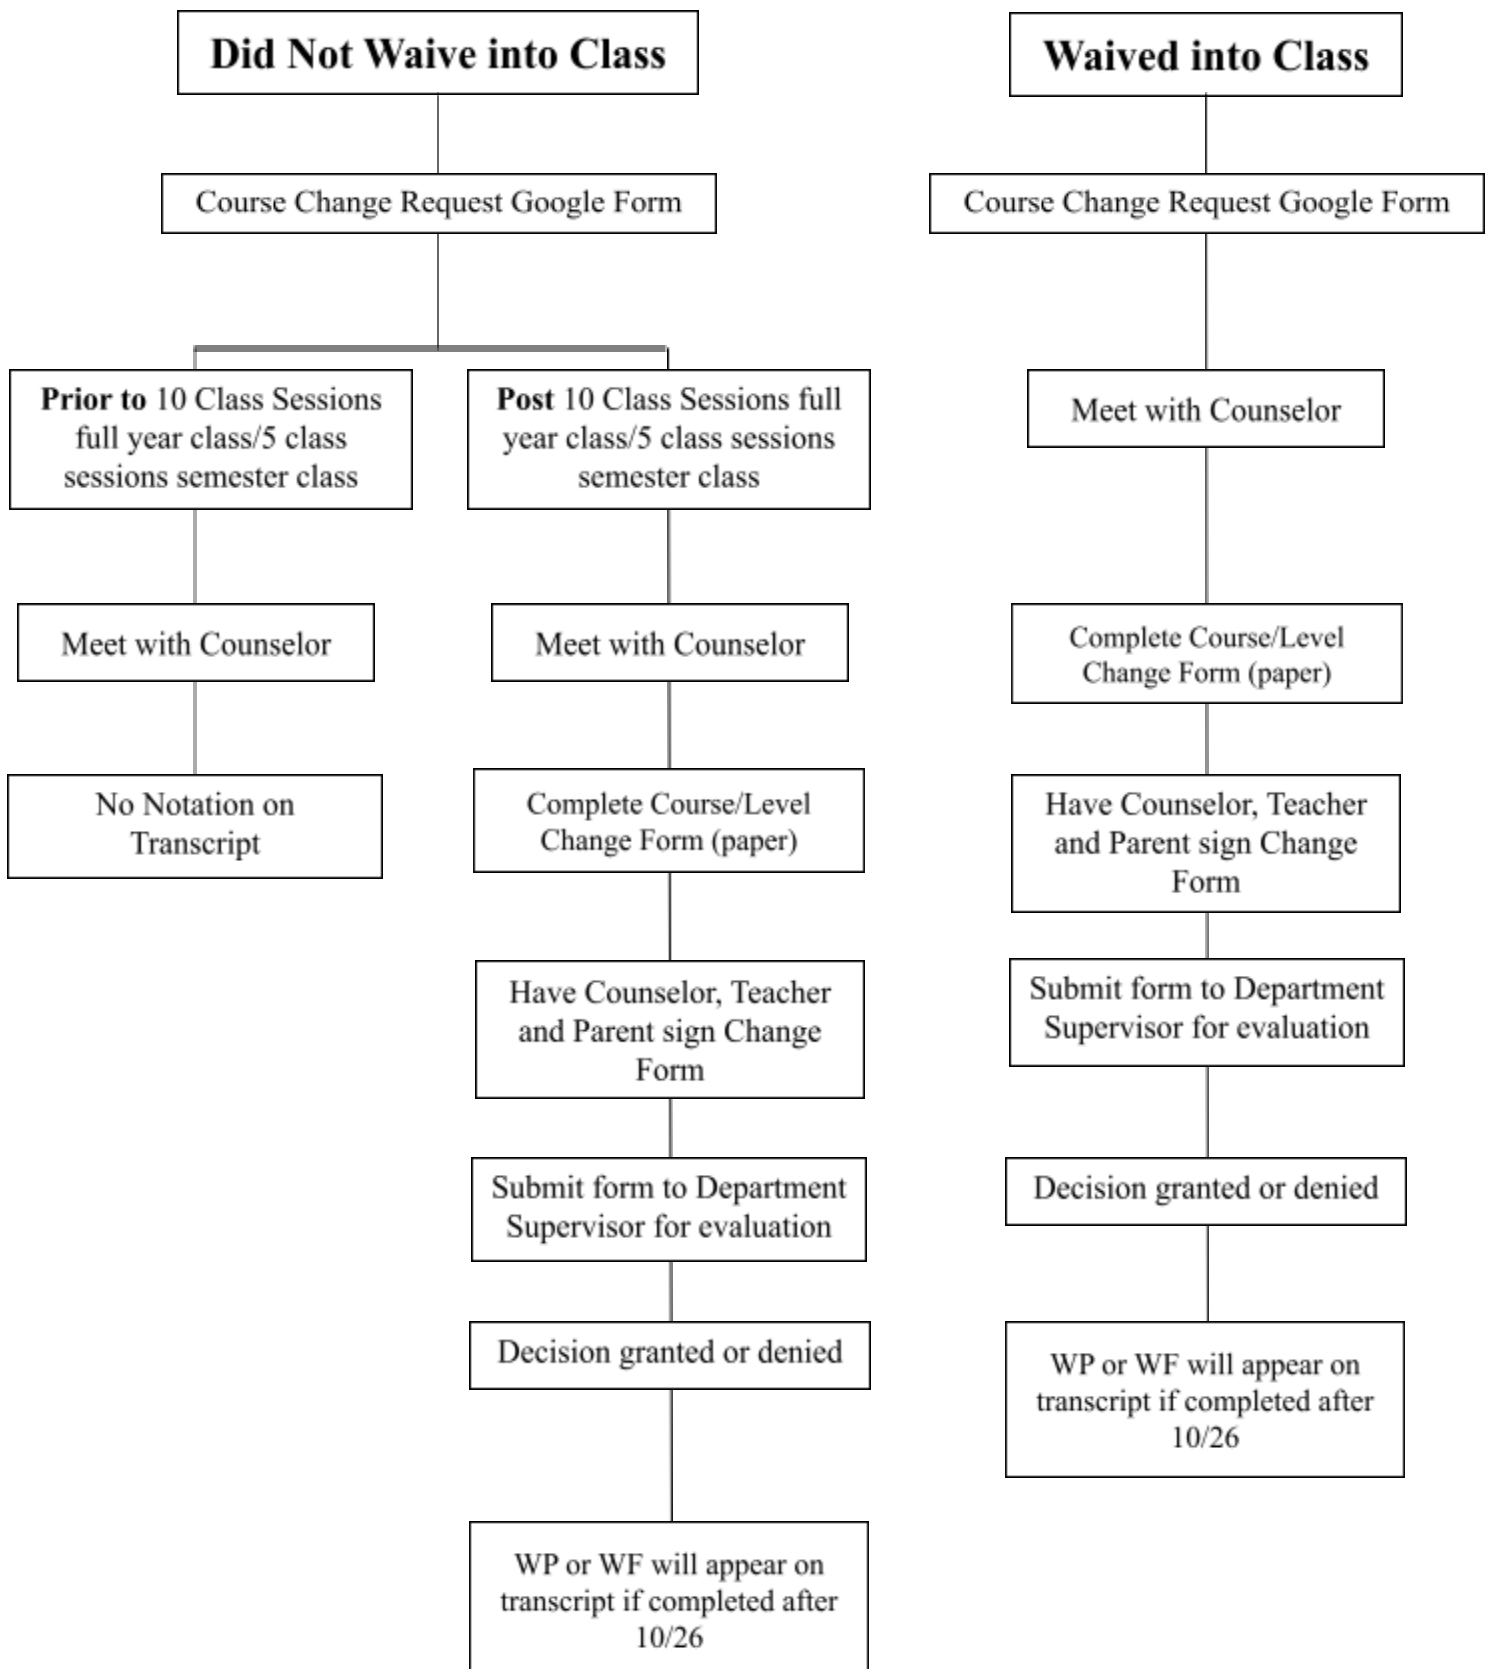 Did Not Waive into Class
Course Change Request Google Form
Prior to 10 Class Sessions
full year class/5 class
sessions semester class
Meet with Counselor
No Notation on
Transcript
Post 10 Class Sessions full
year class/5 class sessions
semester class
Meet with Counselor
Complete Course/Level
Change Form (paper)
Have Counselor, Teacher
and Parent sign Change
Form
Submit form to Department
Supervisor for evaluation
Decision granted or denied
WP or WF will appear on
transcript if completed after
10/26
Waived into Class
Course Change Request Google Form
Meet with Counselor
Complete Course/Level
Change Form (paper)
Have Counselor, Teacher
and Parent sign Change
Form
Submit form to Department
Supervisor for evaluation
Decision granted or denied
WP or WF will appear on
transcript if completed after
10/26